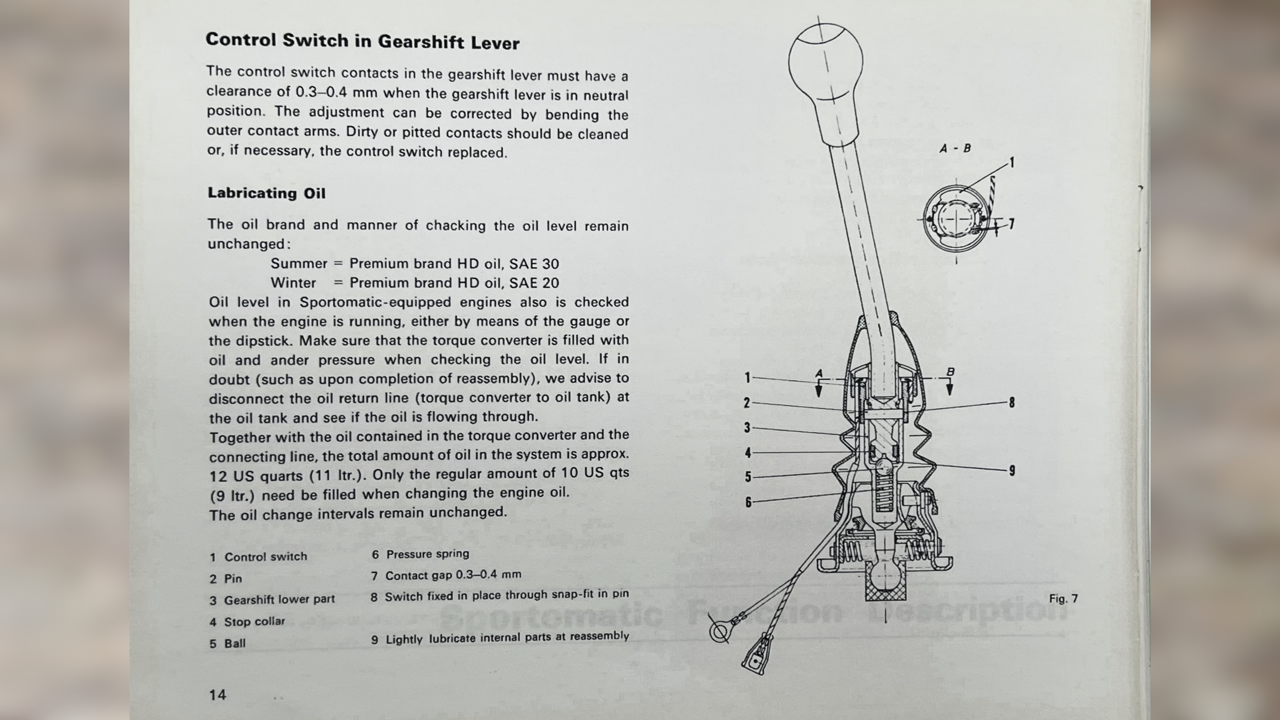 Control Switch in Gearshift Lever
The control switch contacts in the gearshift lever must have a
clearance of 0.3–0.4 mm when the gearshift lever is in neutral
position. The adjustment can be corrected by bending the
outer contact arms. Dirty or pitted contacts should be cleaned
or, if necessary, the control switch replaced.
Labricating Oil
The oil brand and manner of chacking the oil level remain
unchanged:
Summer = Premium brand HD oil, SAE 30
Winter = Premium brand HD oil, SAE 20
Oil level in Sportomatic-equipped engines also is checked
when the engine is running, either by means of the gauge or
the dipstick. Make sure that the torque converter is filled with
oil and ander pressure when checking the oil level. If in
doubt (such as upon completion of reassembly), we advise to
disconnect the oil return line (torque converter to oil tank) at
the oil tank and see if the oil is flowing through.
Together with the oil contained in the torque converter and the
connecting line, the total amount of oil in the system is approx.
12 US quarts (11 ltr.). Only the regular amount of 10 US qts
(9 ltr.) need be filled when changing the engine oil.
The oil change intervals remain unchanged.
1 Control switch
2 Pin
3 Gearshift lower part
4 Stop collar
5 Ball
6 Pressure spring
7 Contact gap 0.3–0.4 mm
8 Switch fixed in place through snap-fit in pin
9 Lightly lubricate internal parts at reassembly
14
A - B
1
7
A
B
1
2
3
4
5
6
8
9
Fig. 7
Sportomatic Function Description